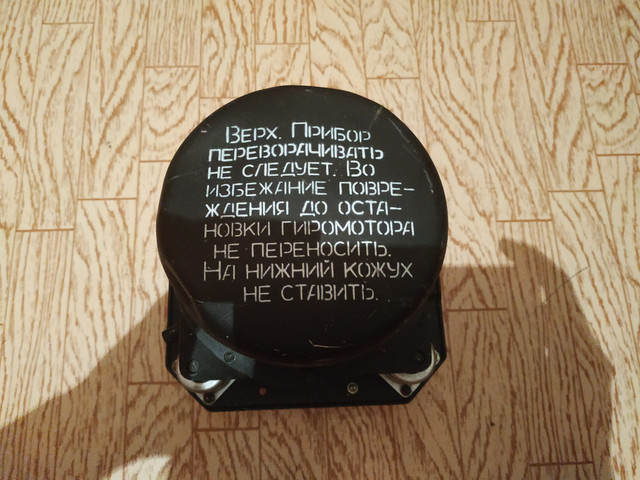 Верх. Прибор
переворачивать
не следует. Во
избежание повре-
ждения до оста-
новки гиромотора
не переносить.
На нижний кожух
не ставить.